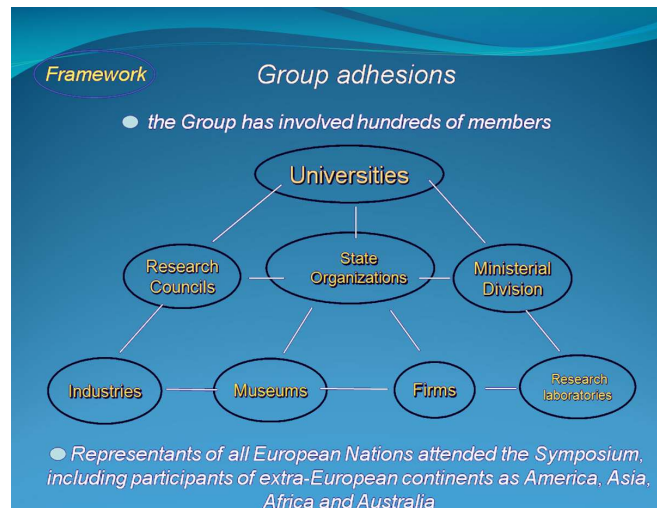 Framework
Group adhesions
the Group has involved hundreds of members
Universities
Research
Councils
State
Organizations
Ministerial
Division
Industries
Museums
Firms
Research
laboratories
Representants of all European Nations attended the Symposium,
including participants of extra-European continents as America, Asia,
Africa and Australia